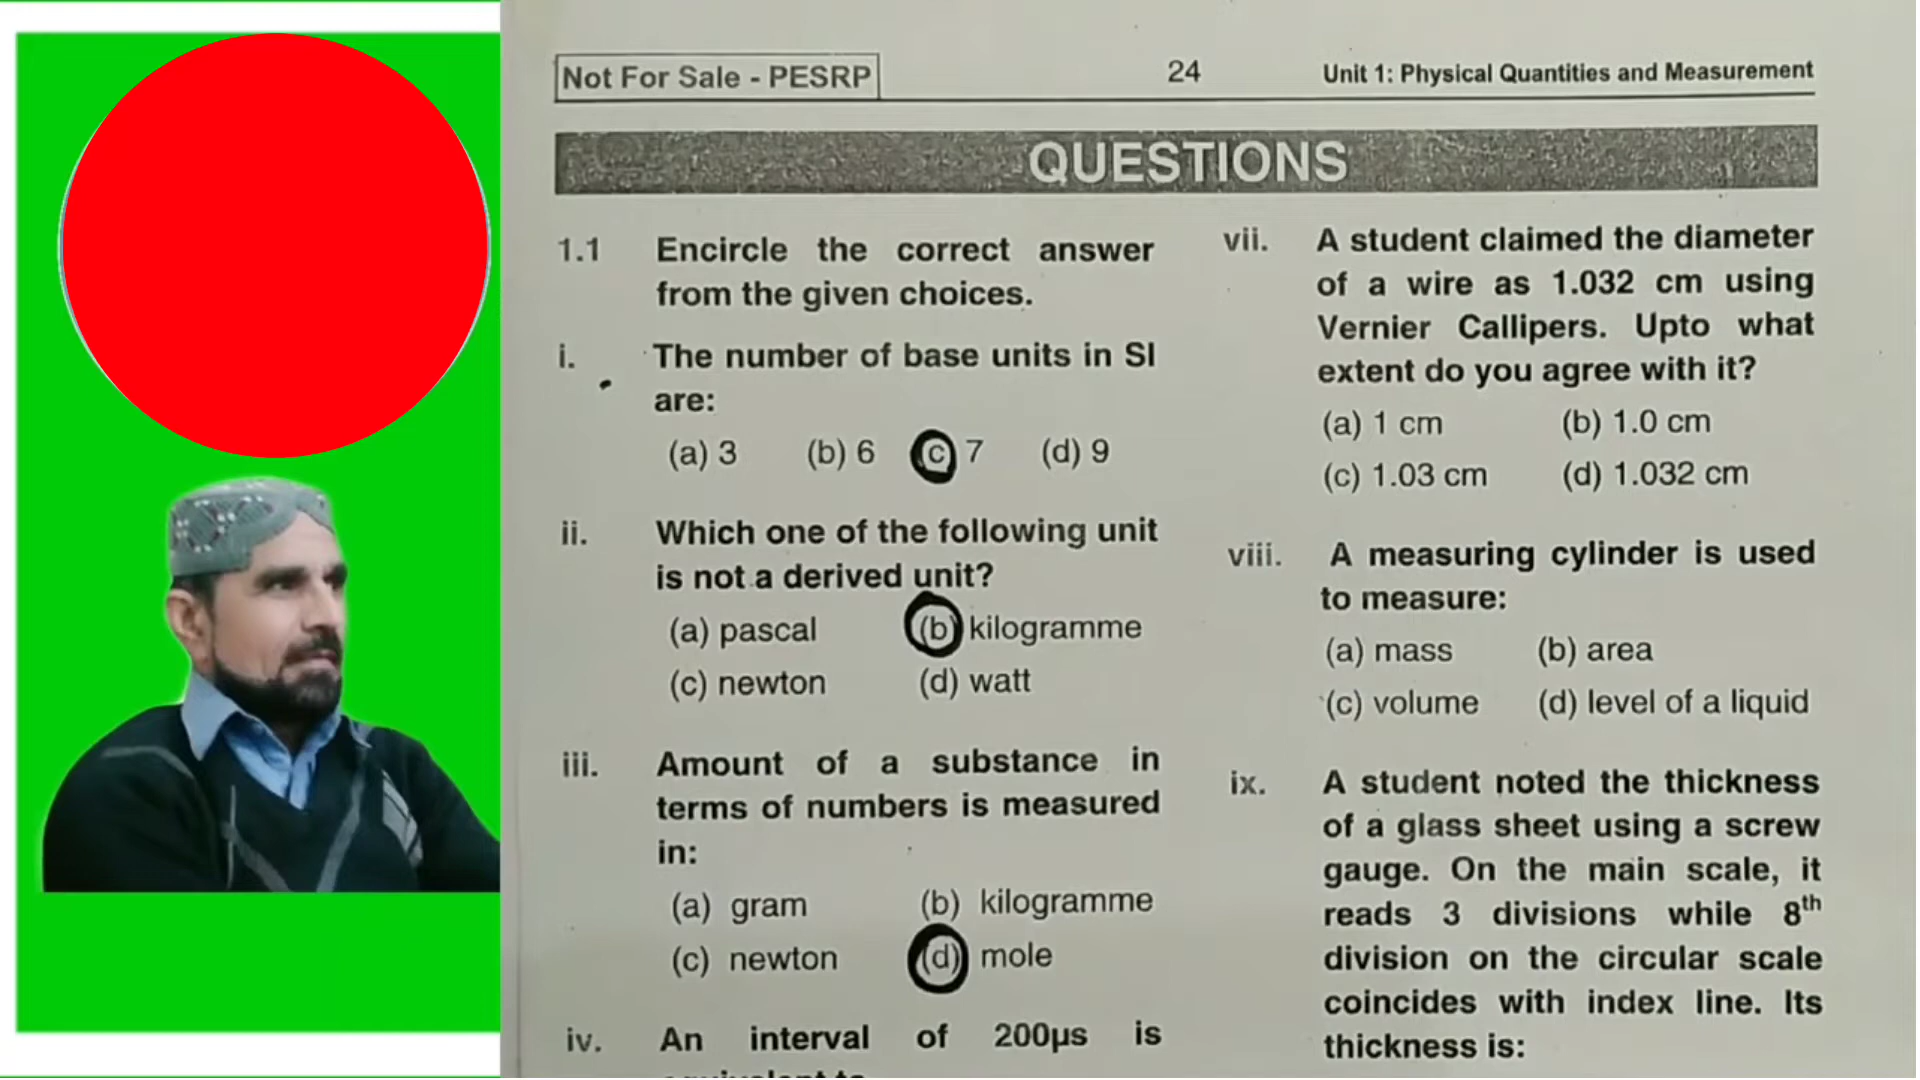 Not For Sale - PESRP
24
Unit 1: Physical Quantities and Measurement
QUESTIONS
1.1 Encircle the correct answer
from the given choices.
i. The number of base units in SI
are:
(a) 3 (b) 6 (c) 7 (d) 9
ii. Which one of the following unit
is not a derived unit?
(a) pascal (b) kilogramme
(c) newton (d) watt
iii. Amount of a substance in
terms of numbers is measured
in:
(a) gram (b) kilogramme
(c) newton (d) mole
iv. An interval of 200μs is
vii. A student claimed the diameter
of a wire as 1.032 cm using
Vernier Callipers. Upto what
extent do you agree with it?
(a) 1 cm (b) 1.0 cm
(c) 1.03 cm (d) 1.032 cm
viii. A measuring cylinder is used
to measure:
(a) mass (b) area
(c) volume (d) level of a liquid
ix. A student noted the thickness
of a glass sheet using a screw
gauge. On the main scale, it
reads 3 divisions while 8th
division on the circular scale
coincides with index line. Its
thickness is: